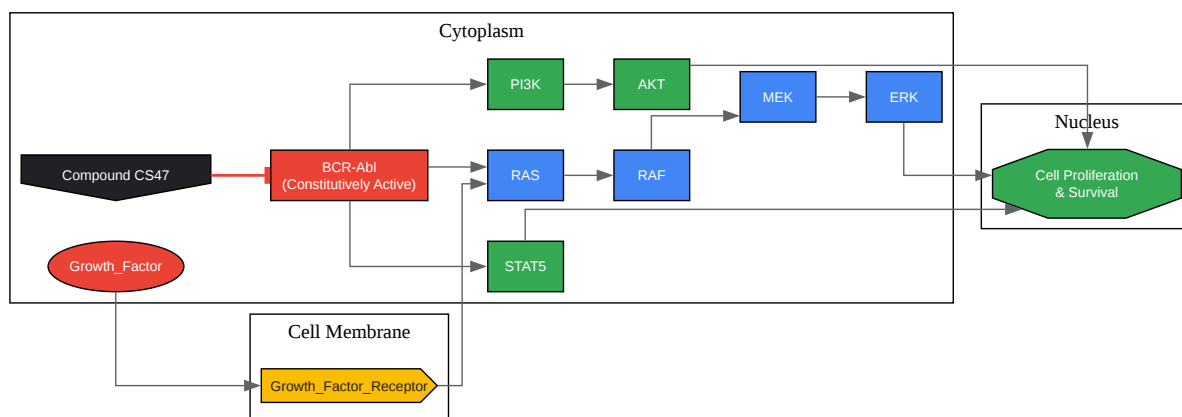 Cytoplasm
PI3K
AKT
MEK
ERK
Nucleus
Compound CS47
BCR-Abl
(Constitutively Active)
RAS
RAF
Cell Proliferation
& Survival
Growth_Factor
STAT5
Cell Membrane
Growth_Factor_Receptor